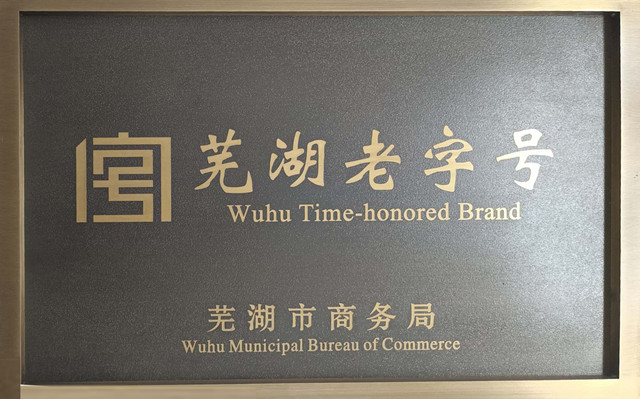 芜湖老字号
Wuhu Time-honored Brand
芜湖市商务局
Wuhu Municipal Bureau of Commerce